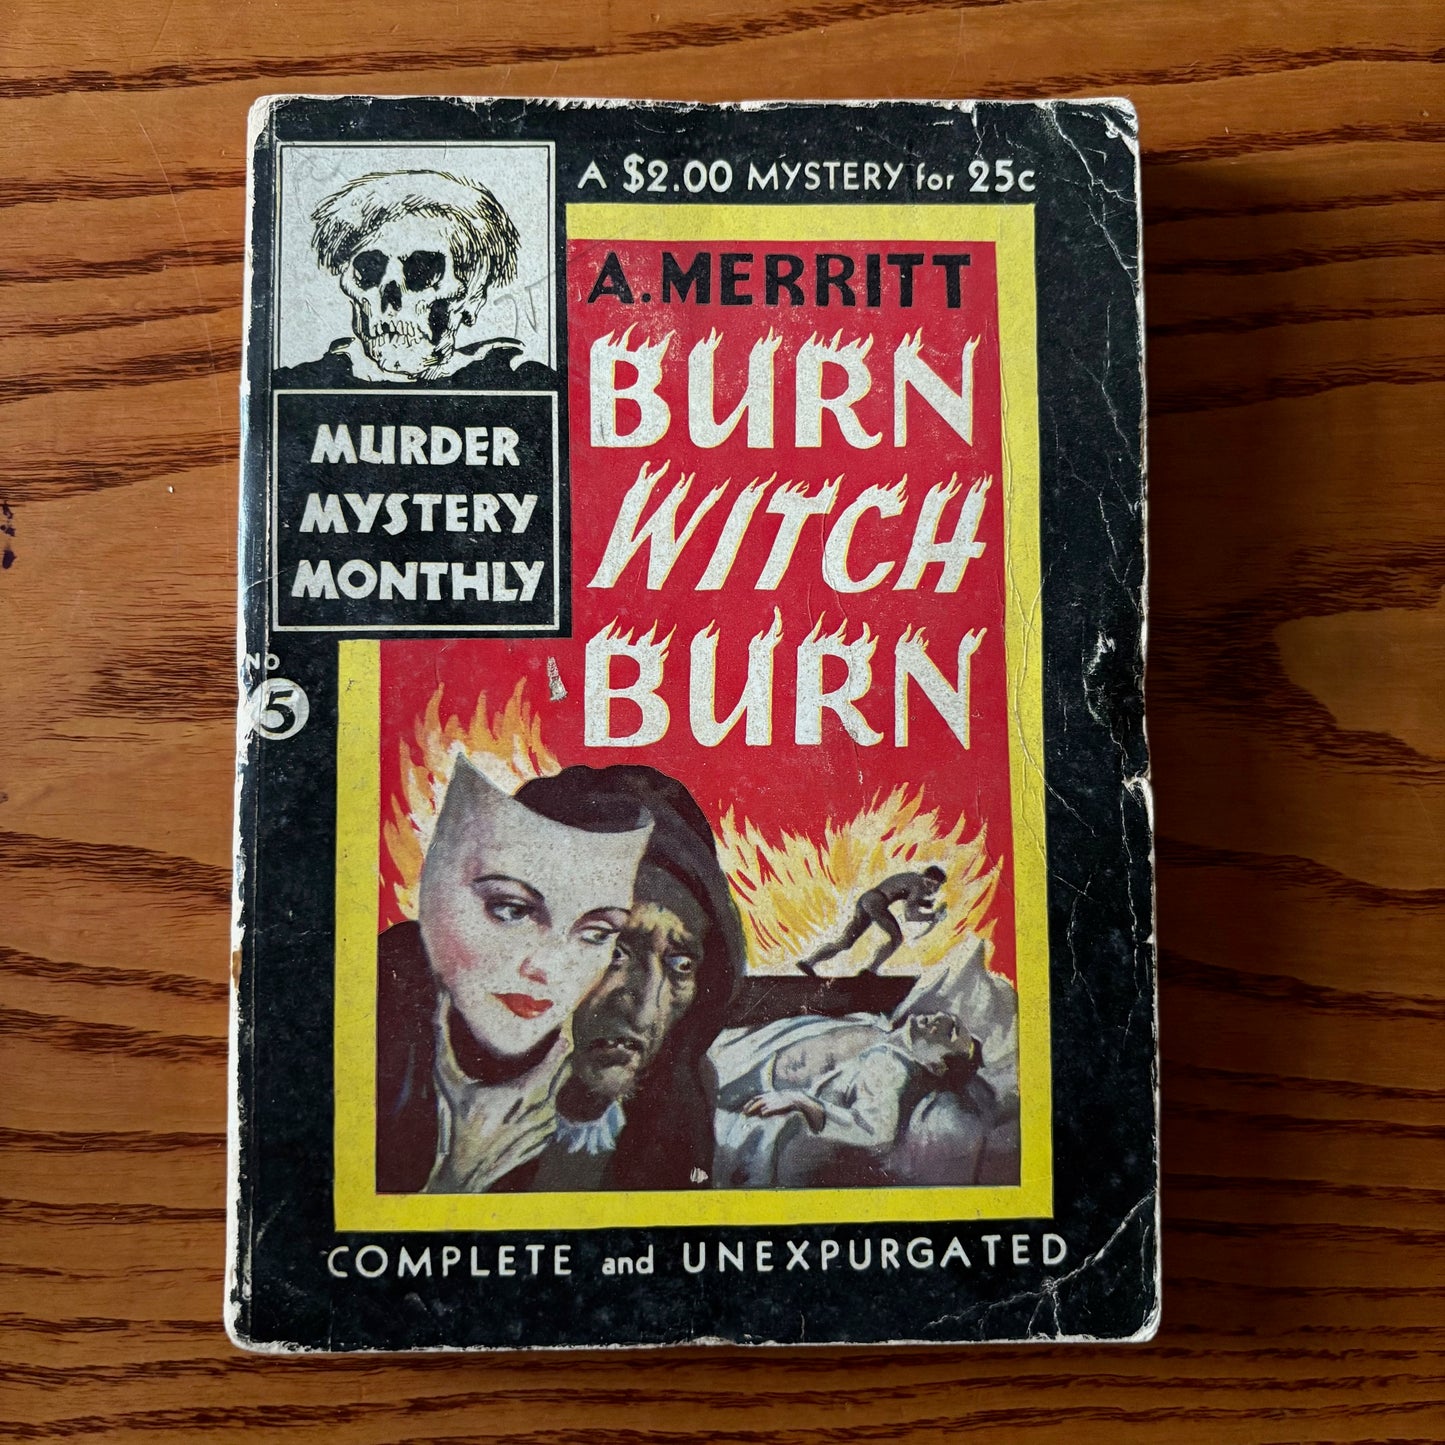 A $2.00 MYSTERY for 25c
A. MERRITT
BURN
WITCH
BURN
MURDER
MYSTERY
MONTHLY
NO
5
COMPLETE and UNEXPURGATED